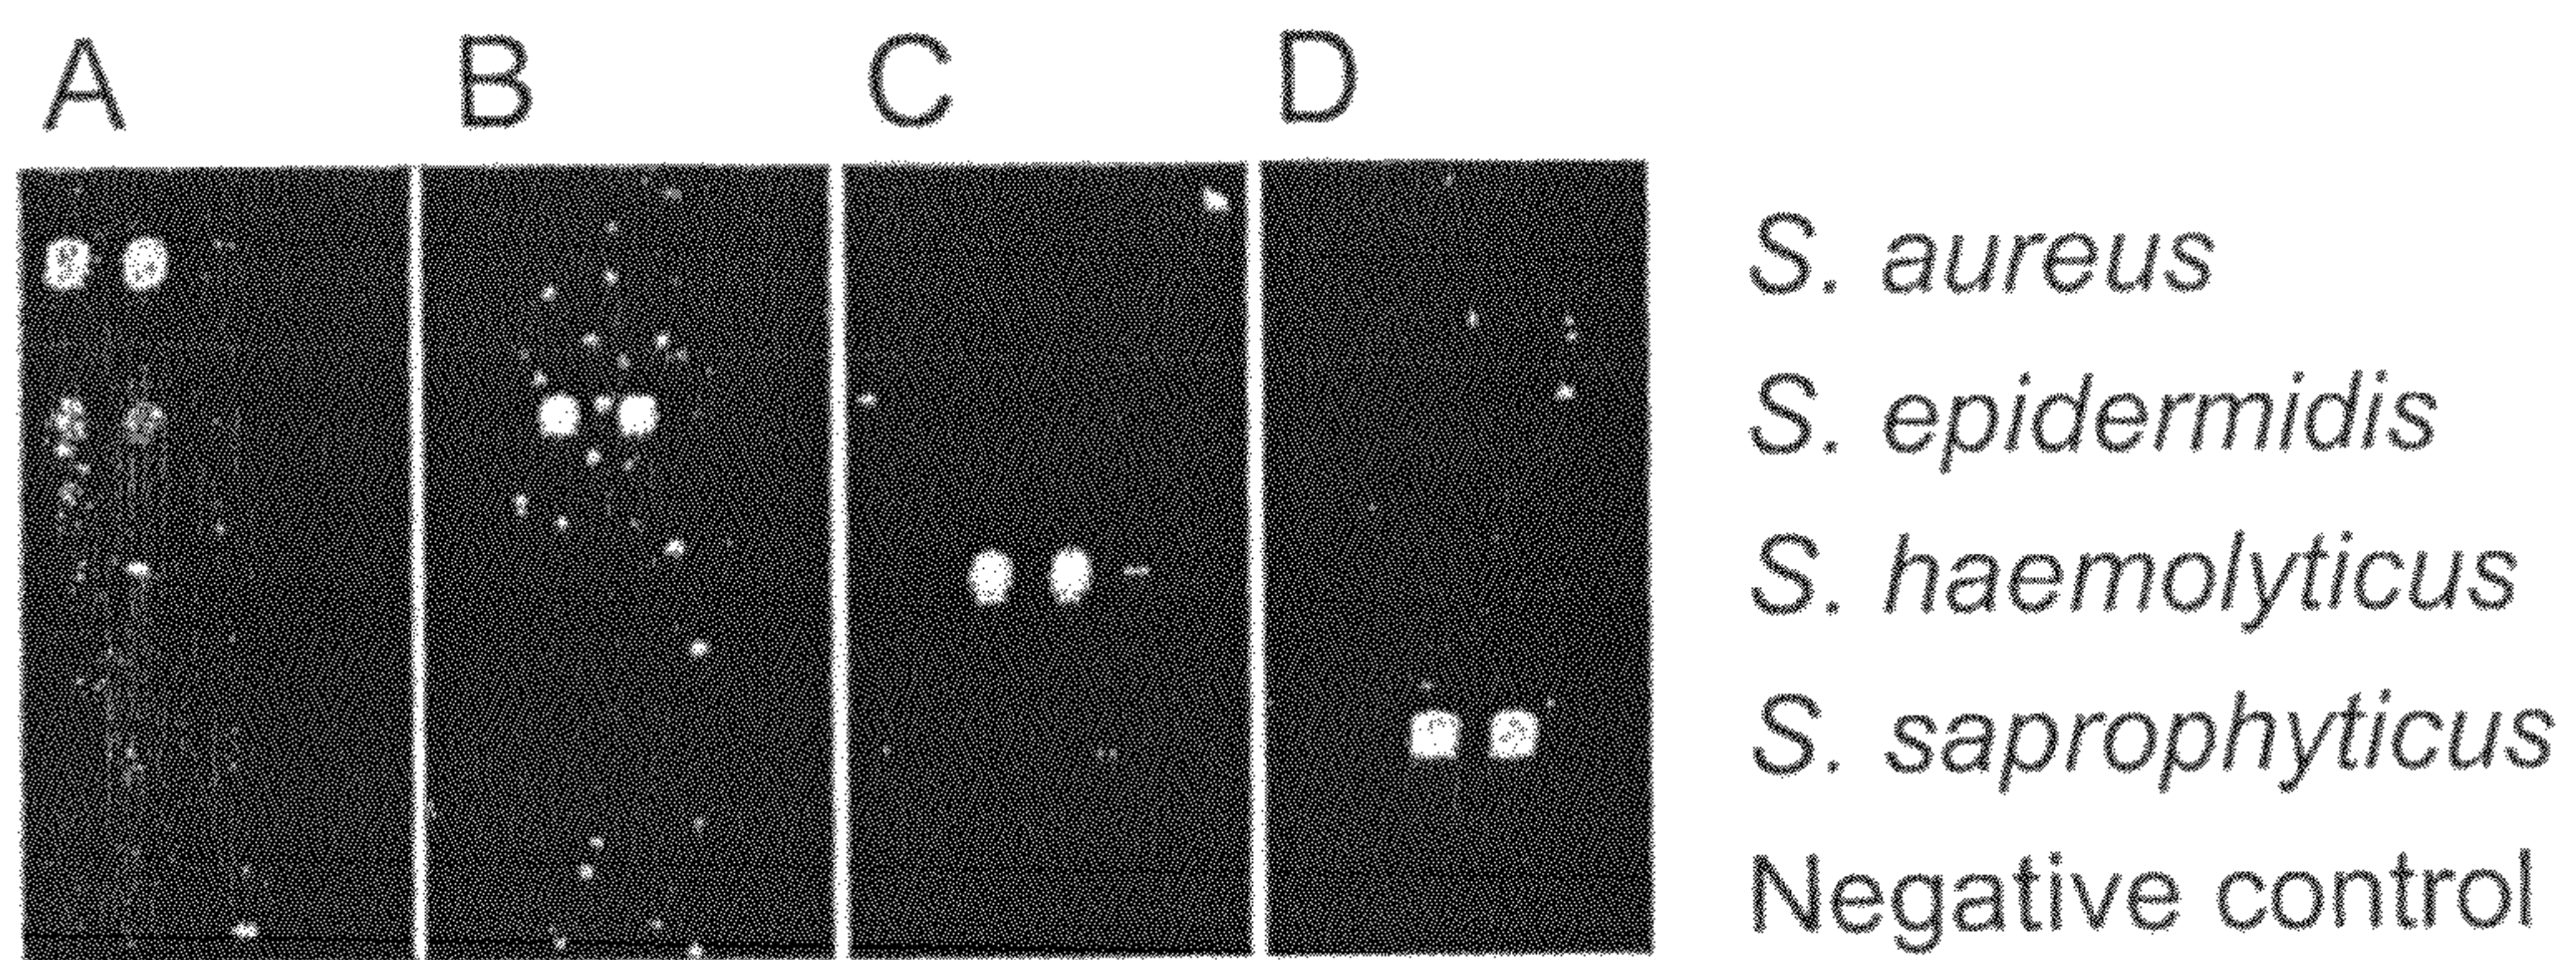 A B C D
S. aureus
S. epidermidis
S. haemolyticus
S. saprophyticus
Negative control